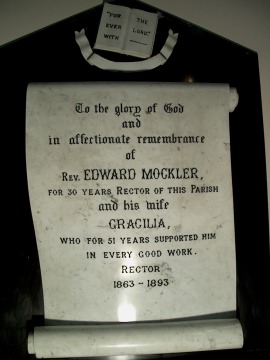 "FOR THE
EVER LORD"
WITH
To the glory of God
and
in affectionate remembrance
of
REV. EDWARD MOCKLER,
FOR 30 YEARS RECTOR OF THIS PARISH
and his wife
GRACILIA,
WHO FOR 51 YEARS SUPPORTED HIM
IN EVERY GOOD WORK.
RECTOR
1863 - 1893